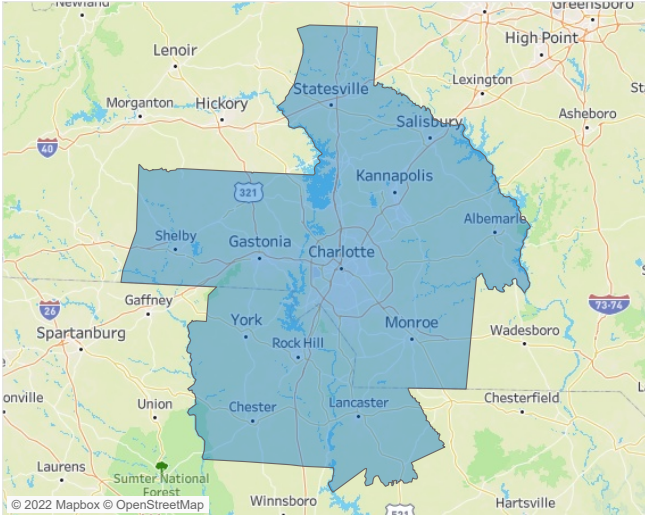 Newland
Greensboro
High Point
Lenoir
Lexington
Statesville
Morganton
Hickory
Asheboro
Salisbury
40
Kannapolis
321
Albemarle
Shelby
Gastonia
Charlotte
Gaffney
26
73-74
York
Monroe
Spartanburg
Rock Hill
Wadesboro
onville
Union
Chester
Lancaster
Chesterfield
Laurens
Sumter National
Forest
Winnsboro
Hartsville
© 2022 Mapbox © OpenStreetMap
521